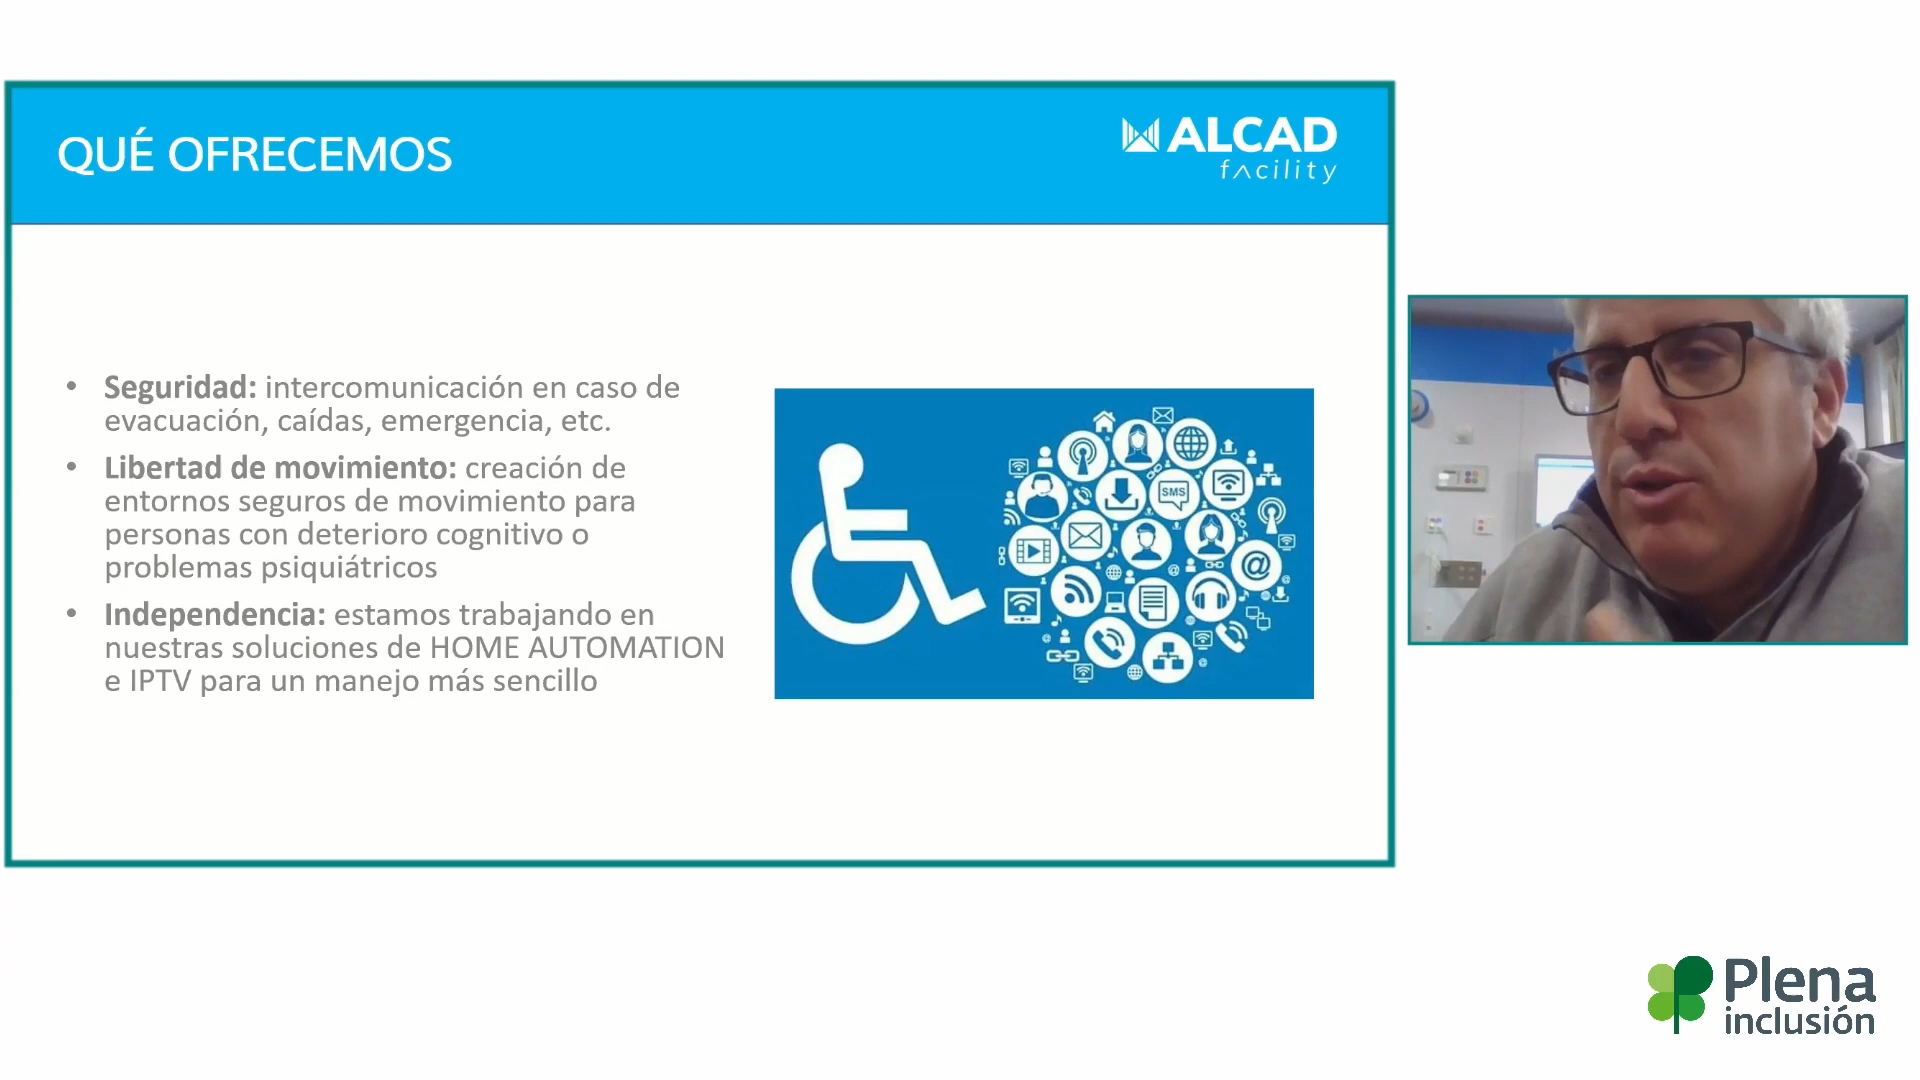 QUÉ OFRECEMOS
ALCAD
fʌcility
• Seguridad: intercomunicación en caso de
evacuación, caídas, emergencia, etc.
• Libertad de movimiento: creación de
entornos seguros de movimiento para
personas con deterioro cognitivo o
problemas psiquiátricos
• Independencia: estamos trabajando en
nuestras soluciones de HOME AUTOMATION
e IPTV para un manejo más sencillo
SMS
@
Plena
inclusión